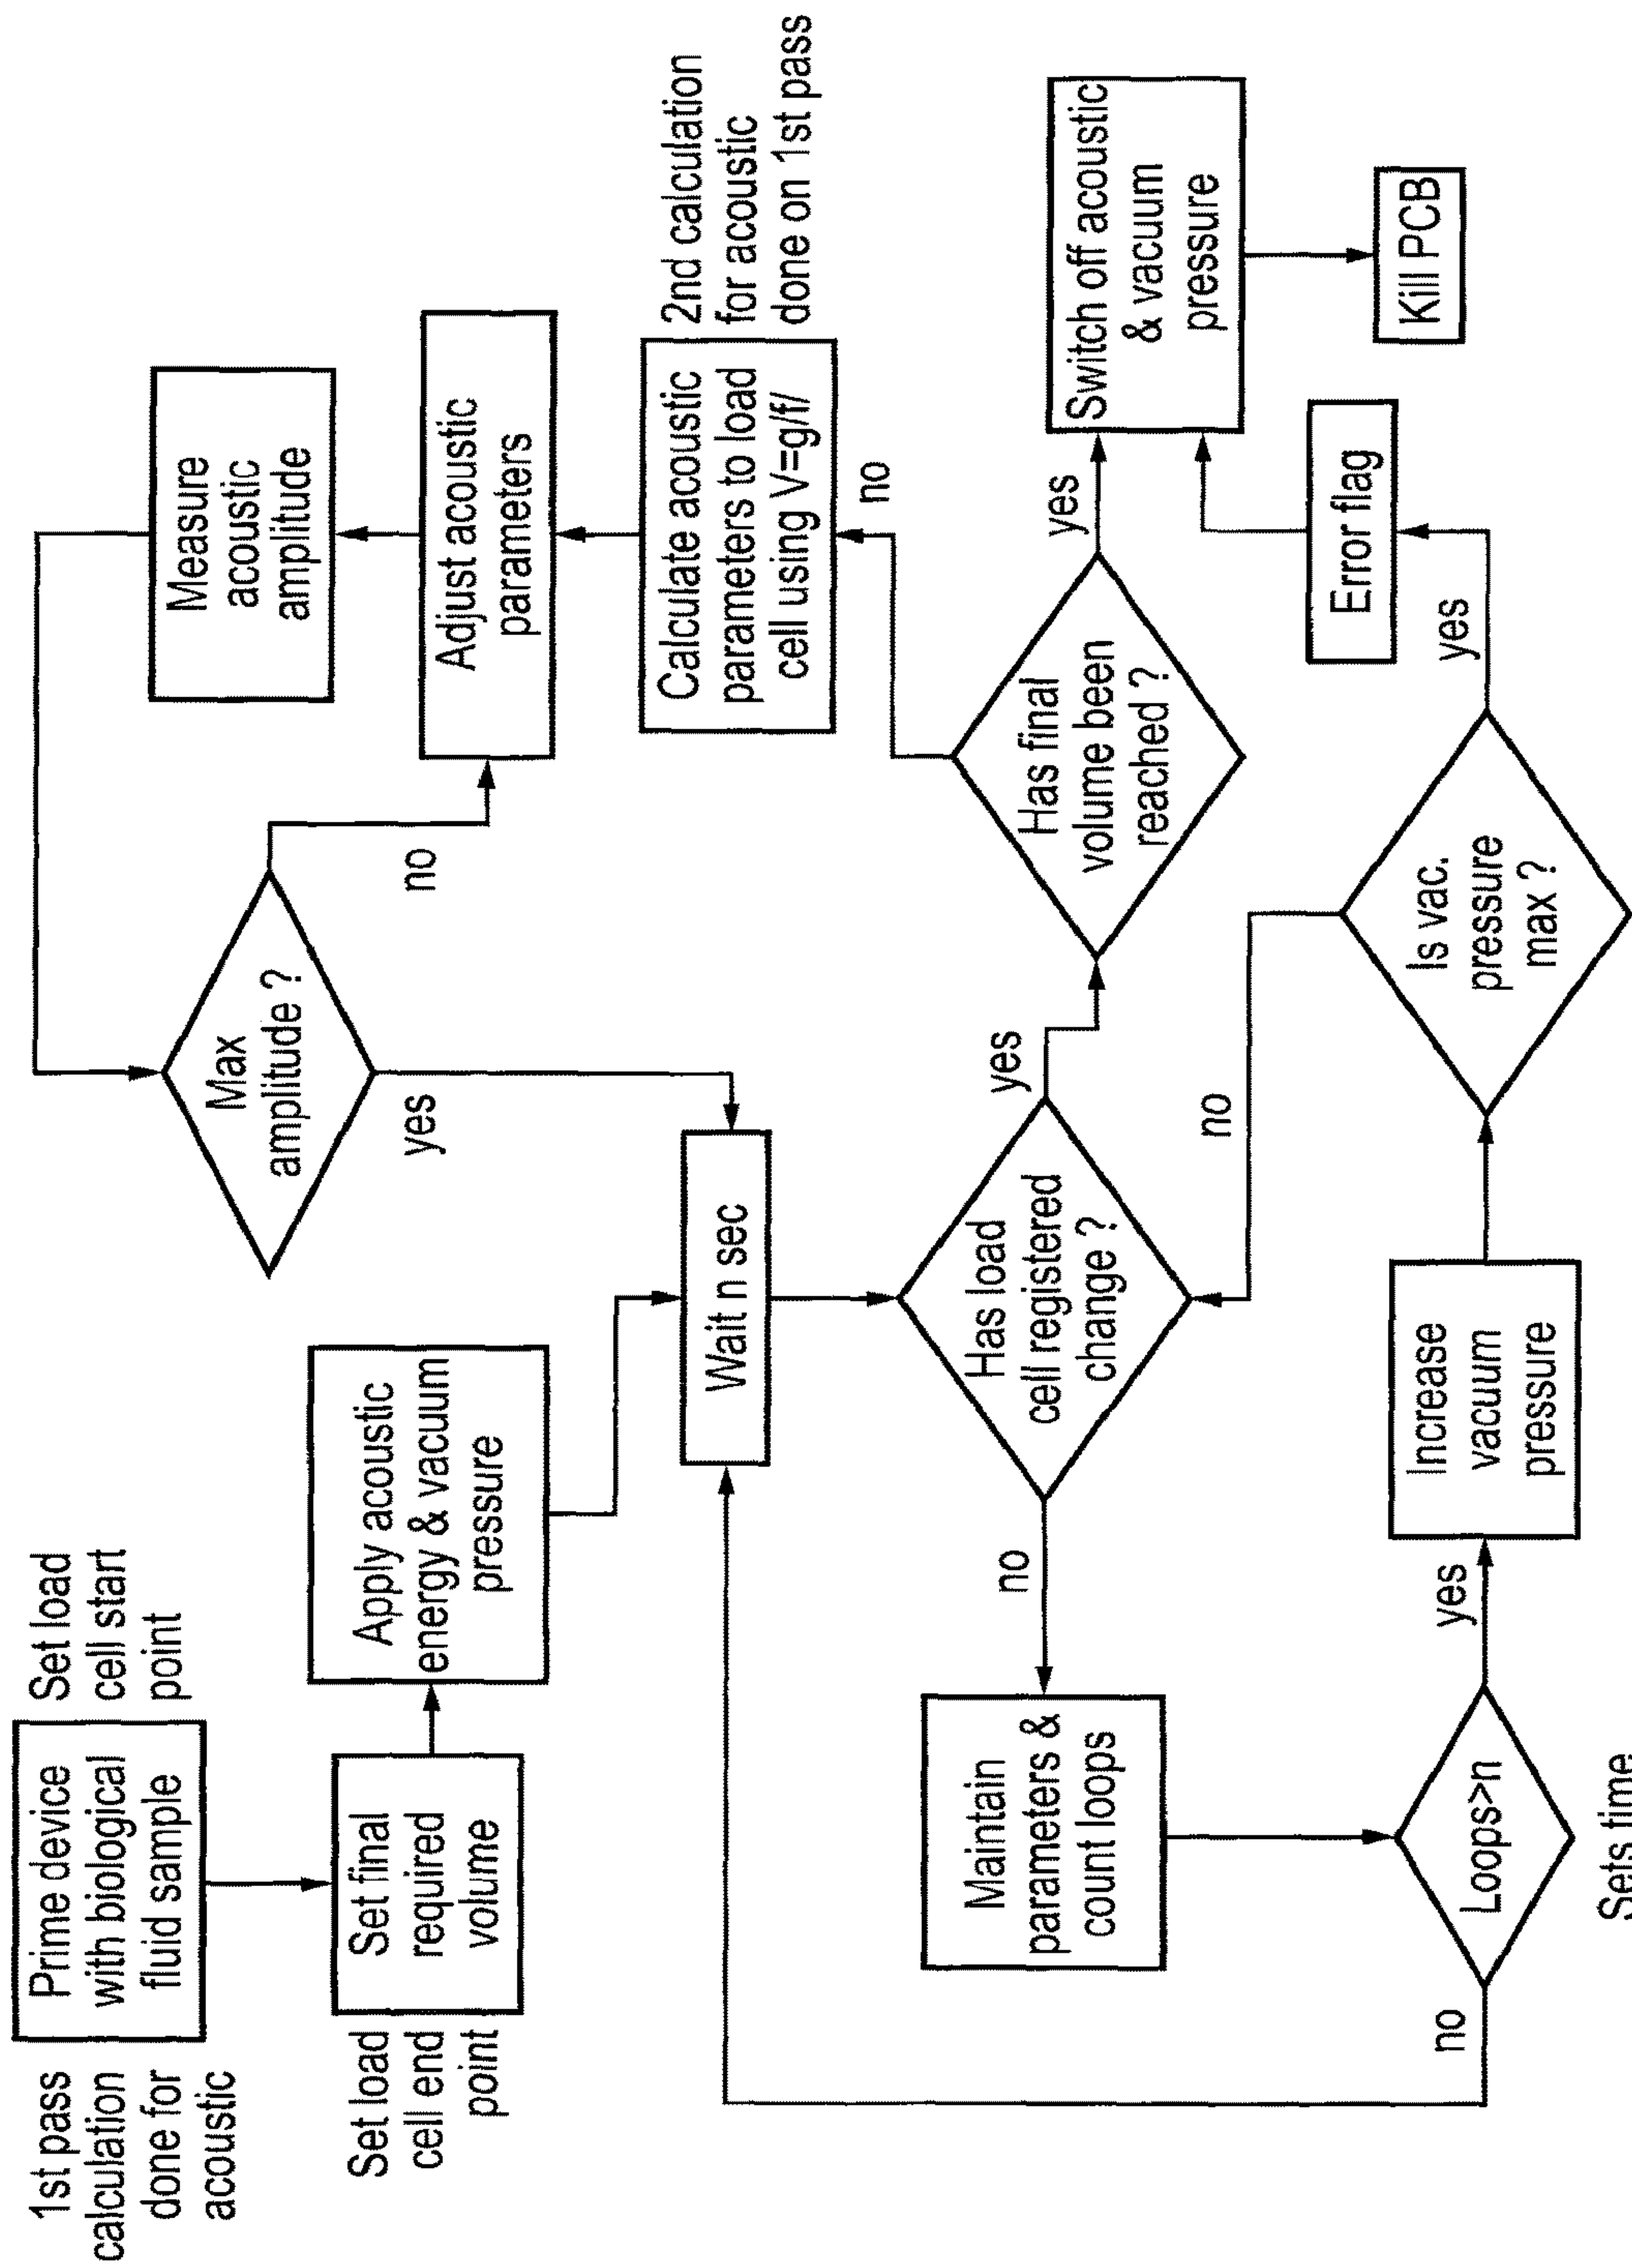 1st pass
calculation
done for
acoustic
Prime device
with biological
fluid sample
Set load
cell start
point
Set load
cell end
point
Set final
required
volume
Apply acoustic
energy & vacuum
pressure
Wait n sec
Max
amplitude ?
yes
no
Measure
acoustic
amplitude
Adjust acoustic
parameters
Calculate acoustic
parameters to load
cell using V=g/f/
2nd calculation
for acoustic
done on 1st pass
no
Has load
cell registered
change ?
yes
no
Has final
volume been
reached ?
yes
Switch off acoustic
& vacuum
pressure
Kill PCB
Maintain
parameters &
count loops
Loops>n
no
yes
Sets time
Increase
vacuum
pressure
Is vac.
pressure
max ?
no
yes
Error flag